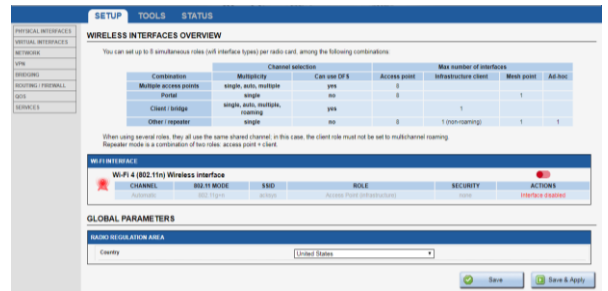 SETUP TOOLS STATUS
PHYSICAL INTERFACES
VIRTUAL INTERFACES
NETWORK
VPN
BRIDGING
ROUTING / FIREWALL
QOS
SERVICES
WIRELESS INTERFACES OVERVIEW
You can set up to 8 simultaneous roles (wifi interface types) per radio card, among the following combinations:
Channel selection Max number of interfaces
Combination Multiplicity Can use DFS Access point Infrastructure client Mesh point Ad-hoc
Multiple access points single, auto, multiple yes 8
Portal single no 8 1
Client / bridge single, auto, multiple, roaming yes 1
Other / repeater single no 8 1 (non-roaming) 1 1
When using several roles, they all use the same shared channel, in this case, the client role must not be set to multichannel roaming.
Repeater mode is a combination of two roles: access point + client.
WI-FI INTERFACE
Wi-Fi 4 (802.11n) Wireless interface
CHANNEL 802.11 MODE SSID ROLE SECURITY ACTIONS
Automatic 802.11g+n acksys Access Point (infrastructure) none Interface disabled
GLOBAL PARAMETERS
RADIO REGULATION AREA
Country United States
Save Save & Apply